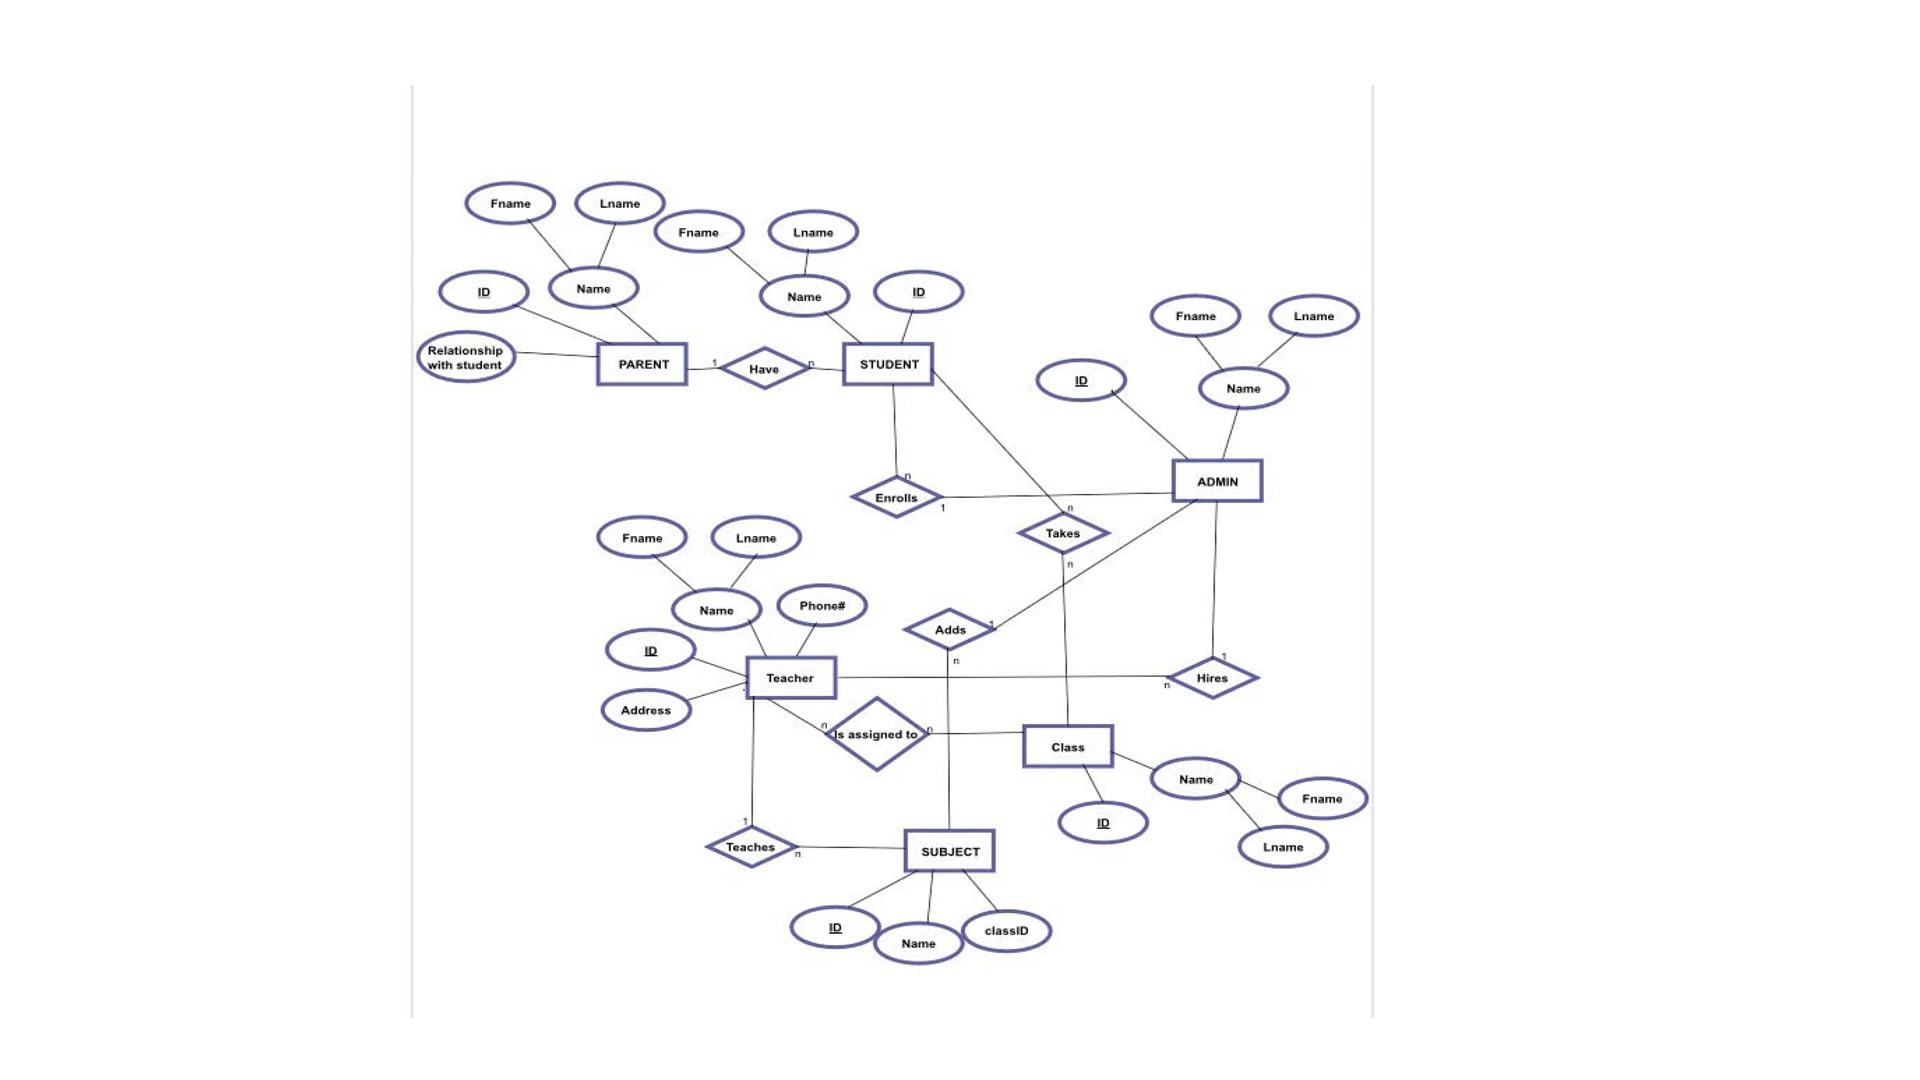 Fname
Lname
Fname
Lname
ID
Name
Name
ID
Fname
Lname
Relationship
with student
PARENT
1
Have
n
STUDENT
ID
Name
ADMIN
n
Enrolls
1
n
Takes
n
Fname
Lname
Name
Phone#
Adds
1
n
ID
Teacher
1
n
Hires
Address
n
Is assigned to
n
Class
Name
Fname
ID
Lname
1
Teaches
n
SUBJECT
ID
Name
classID